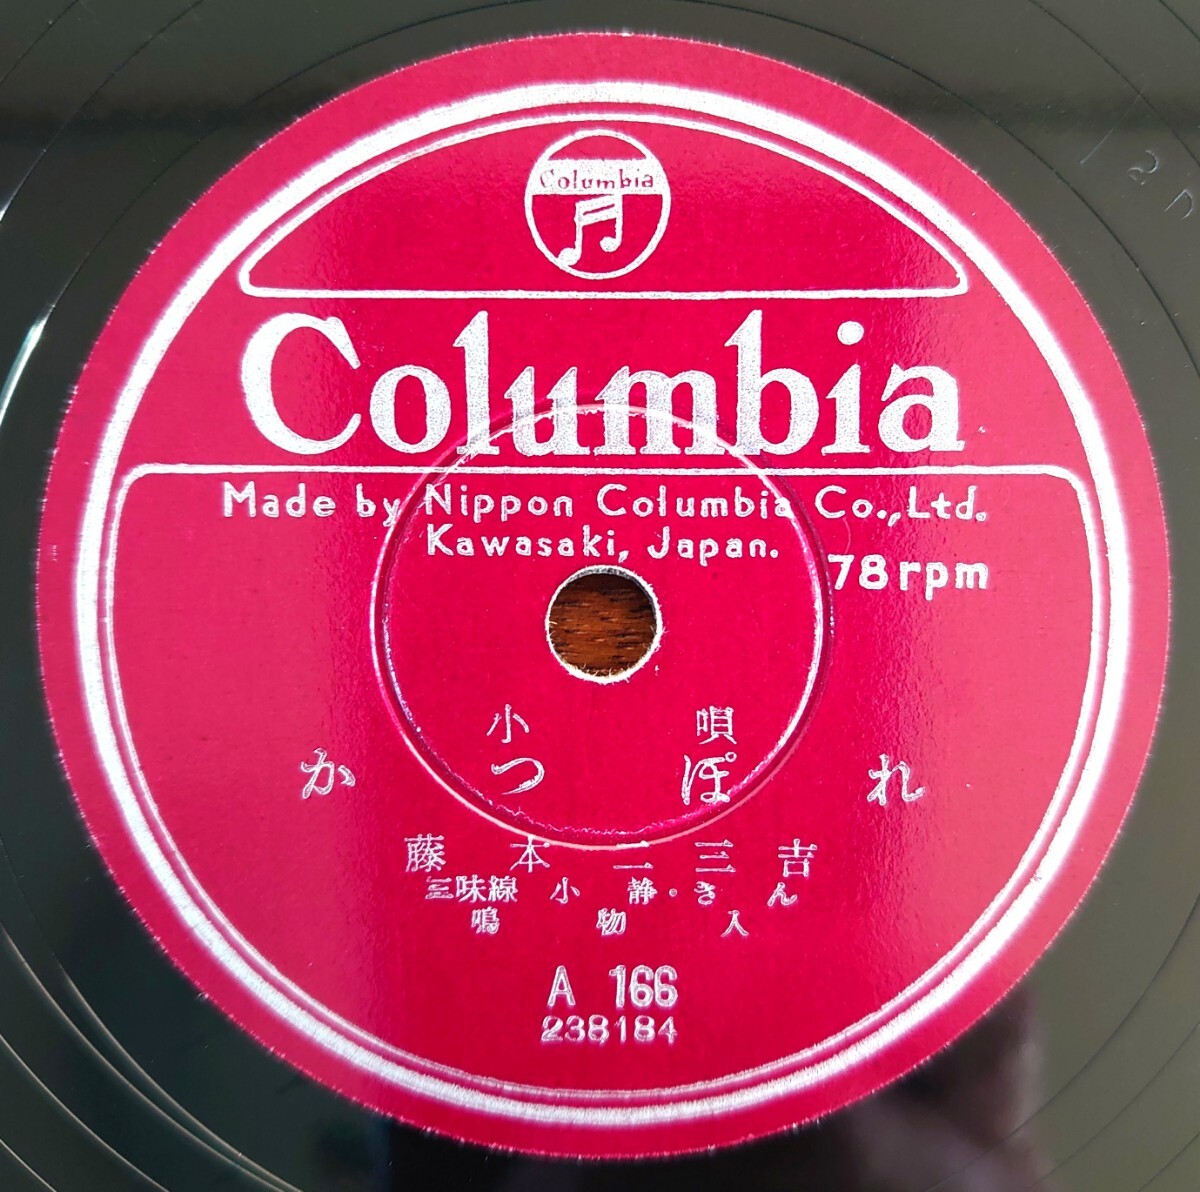 Columbia
Columbia
Made by Nippon Columbia Co., Ltd.
Kawasaki, Japan.
78rpm
小唄
かつぽれ
藤本二三吉
三味線 小静・きん
鳴物入
A 166
238184
2 D